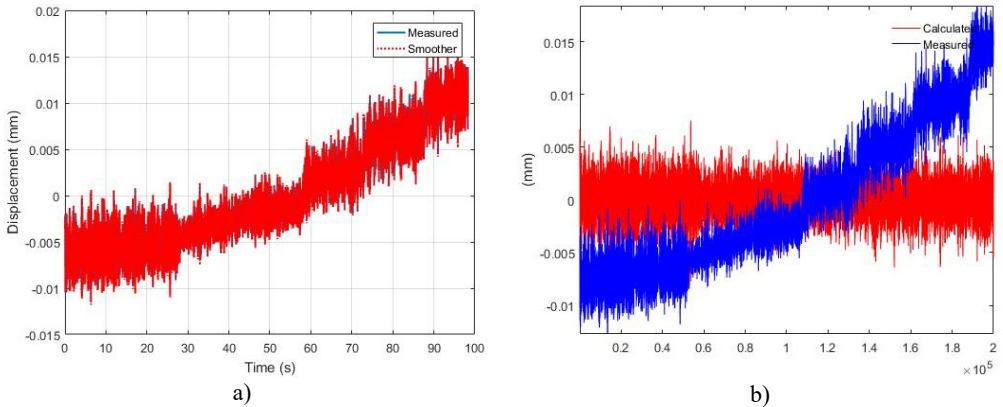 0.02
0.015
0.01
0.005
0
-0.005
-0.01
-0.015
Displacement (mm)
Measured
Smoother
0 10 20 30 40 50 60 70 80 90 100
Time (s)
a)
0.015
0.01
0.005
0
-0.005
-0.01
(mm)
Calculated
Measured
0.2 0.4 0.6 0.8 1 1.2 1.4 1.6 1.8 2
× 10⁵
b)